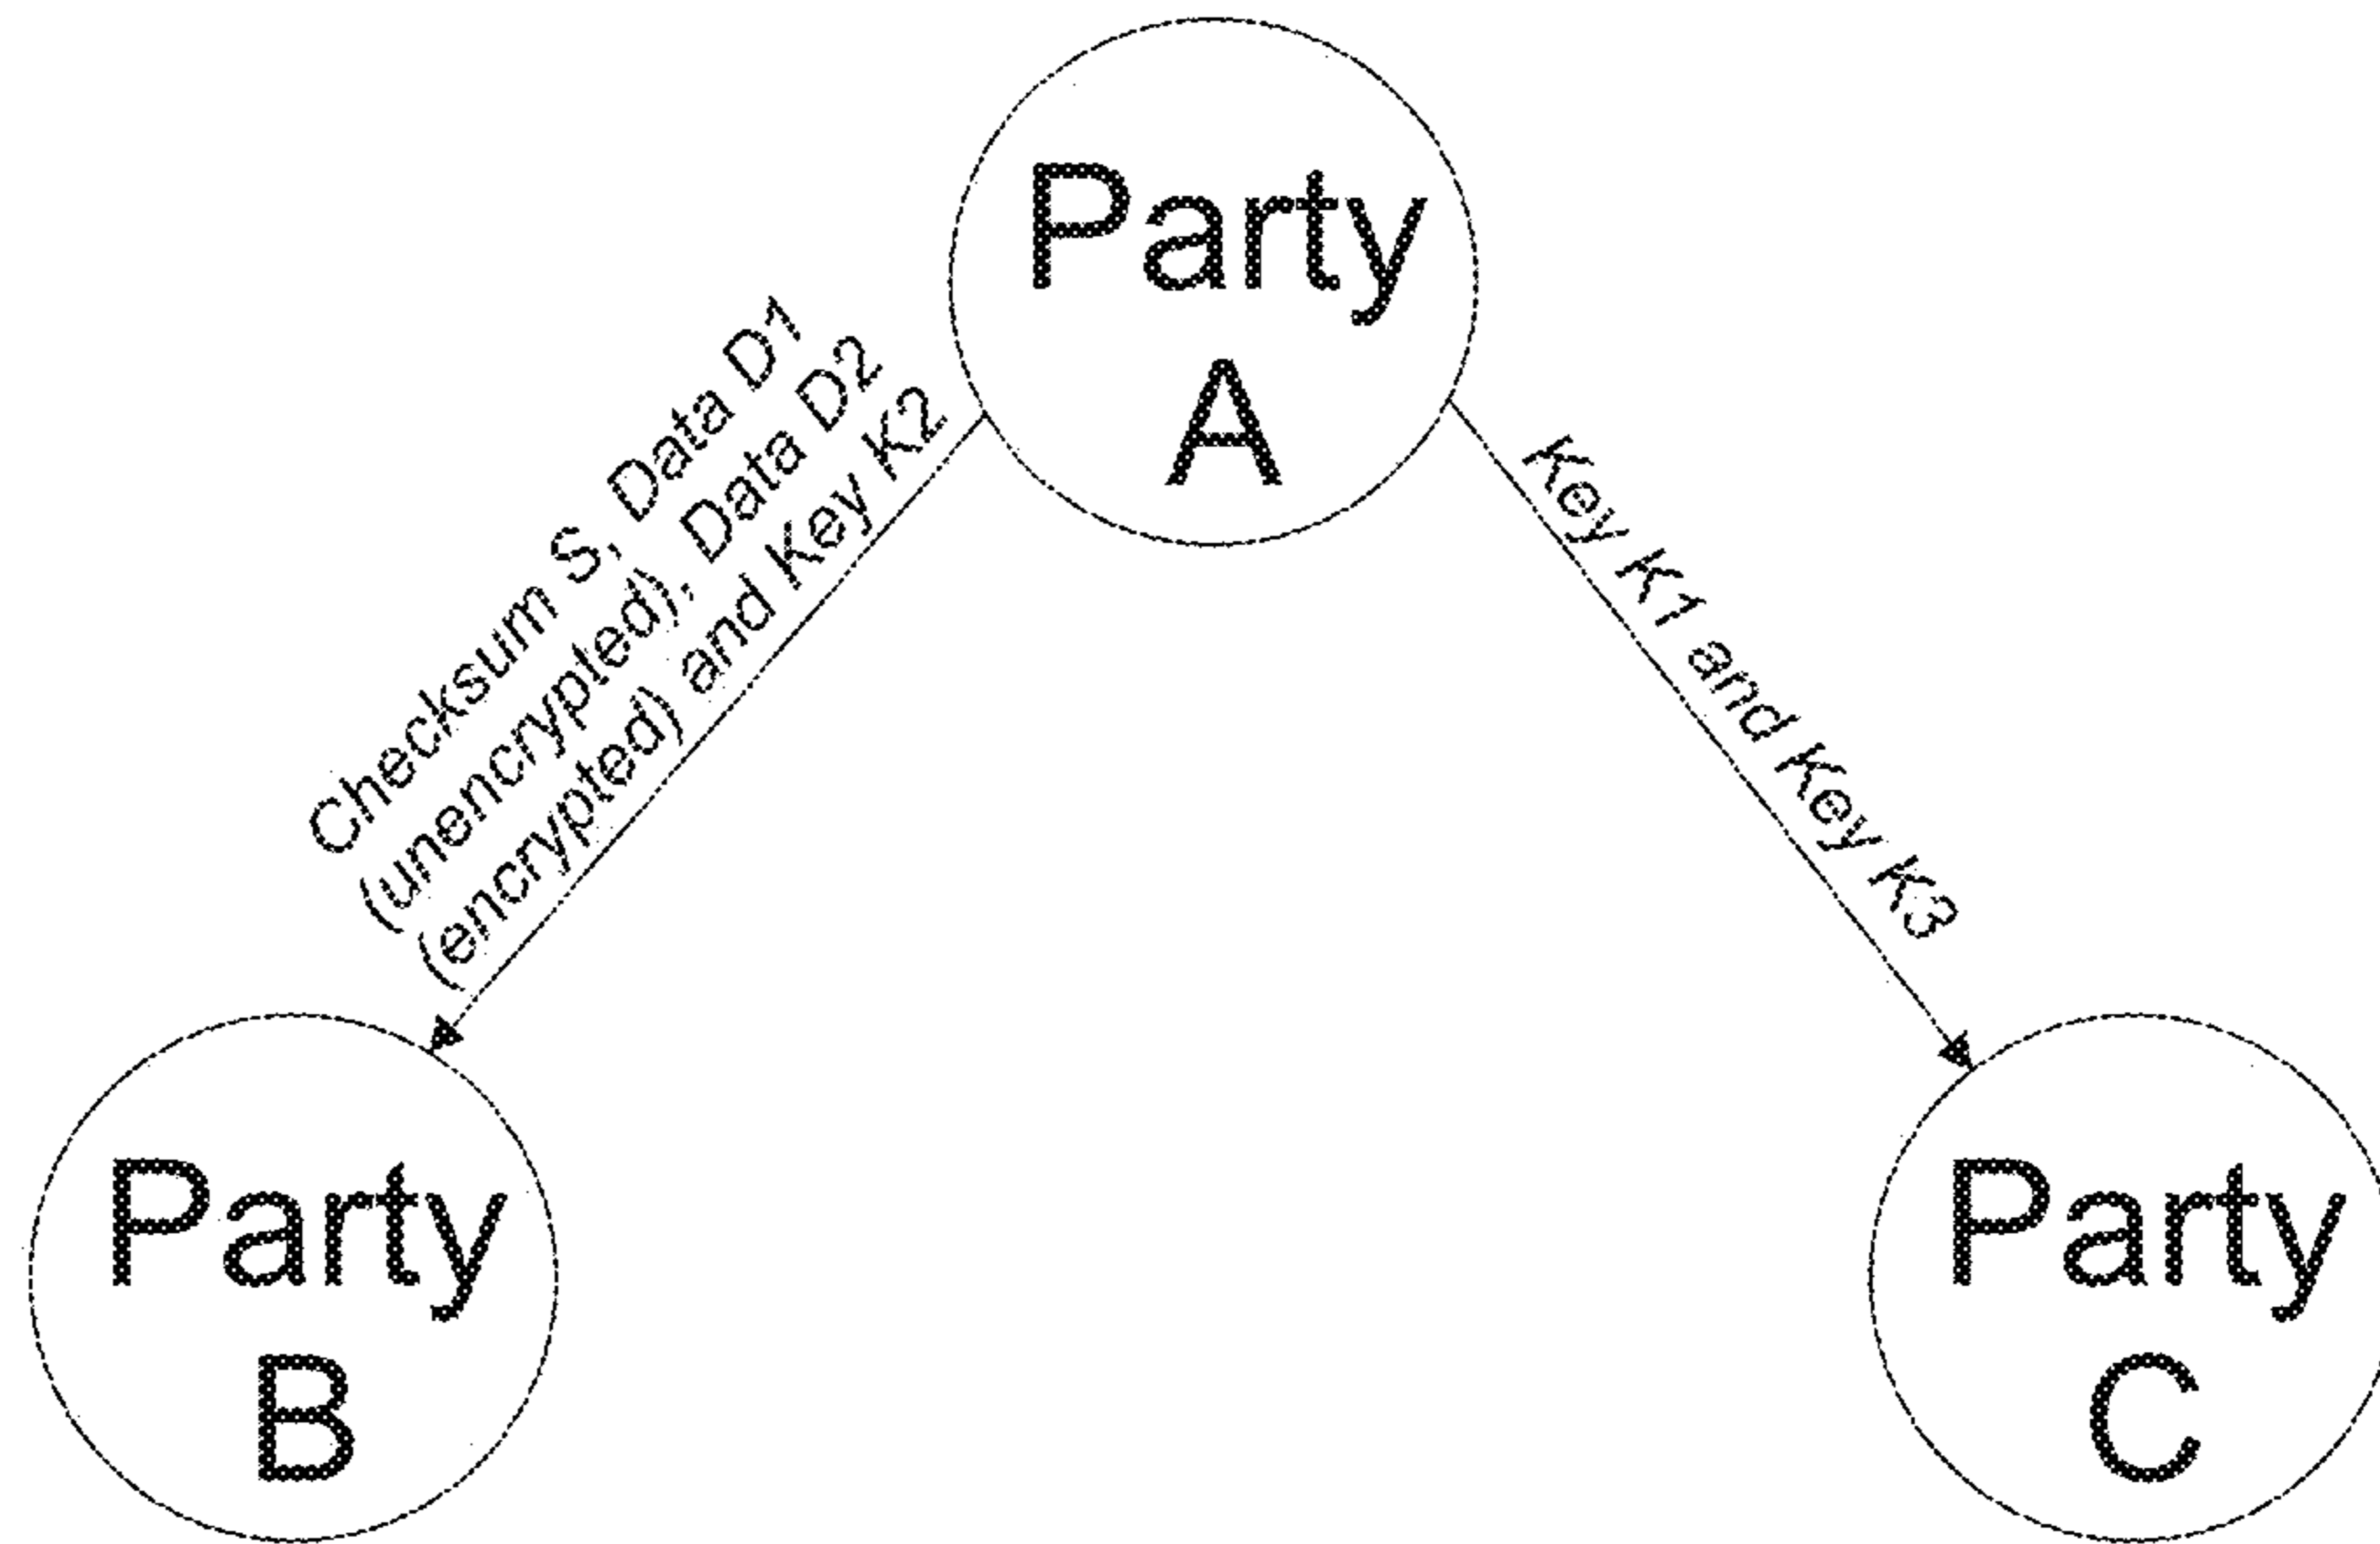 Party
A
Checksum S, Data D1
(unencrypted), Data D2
(encrypted) and Key K2
Key K1 and Key K3
Party
B
Party
C